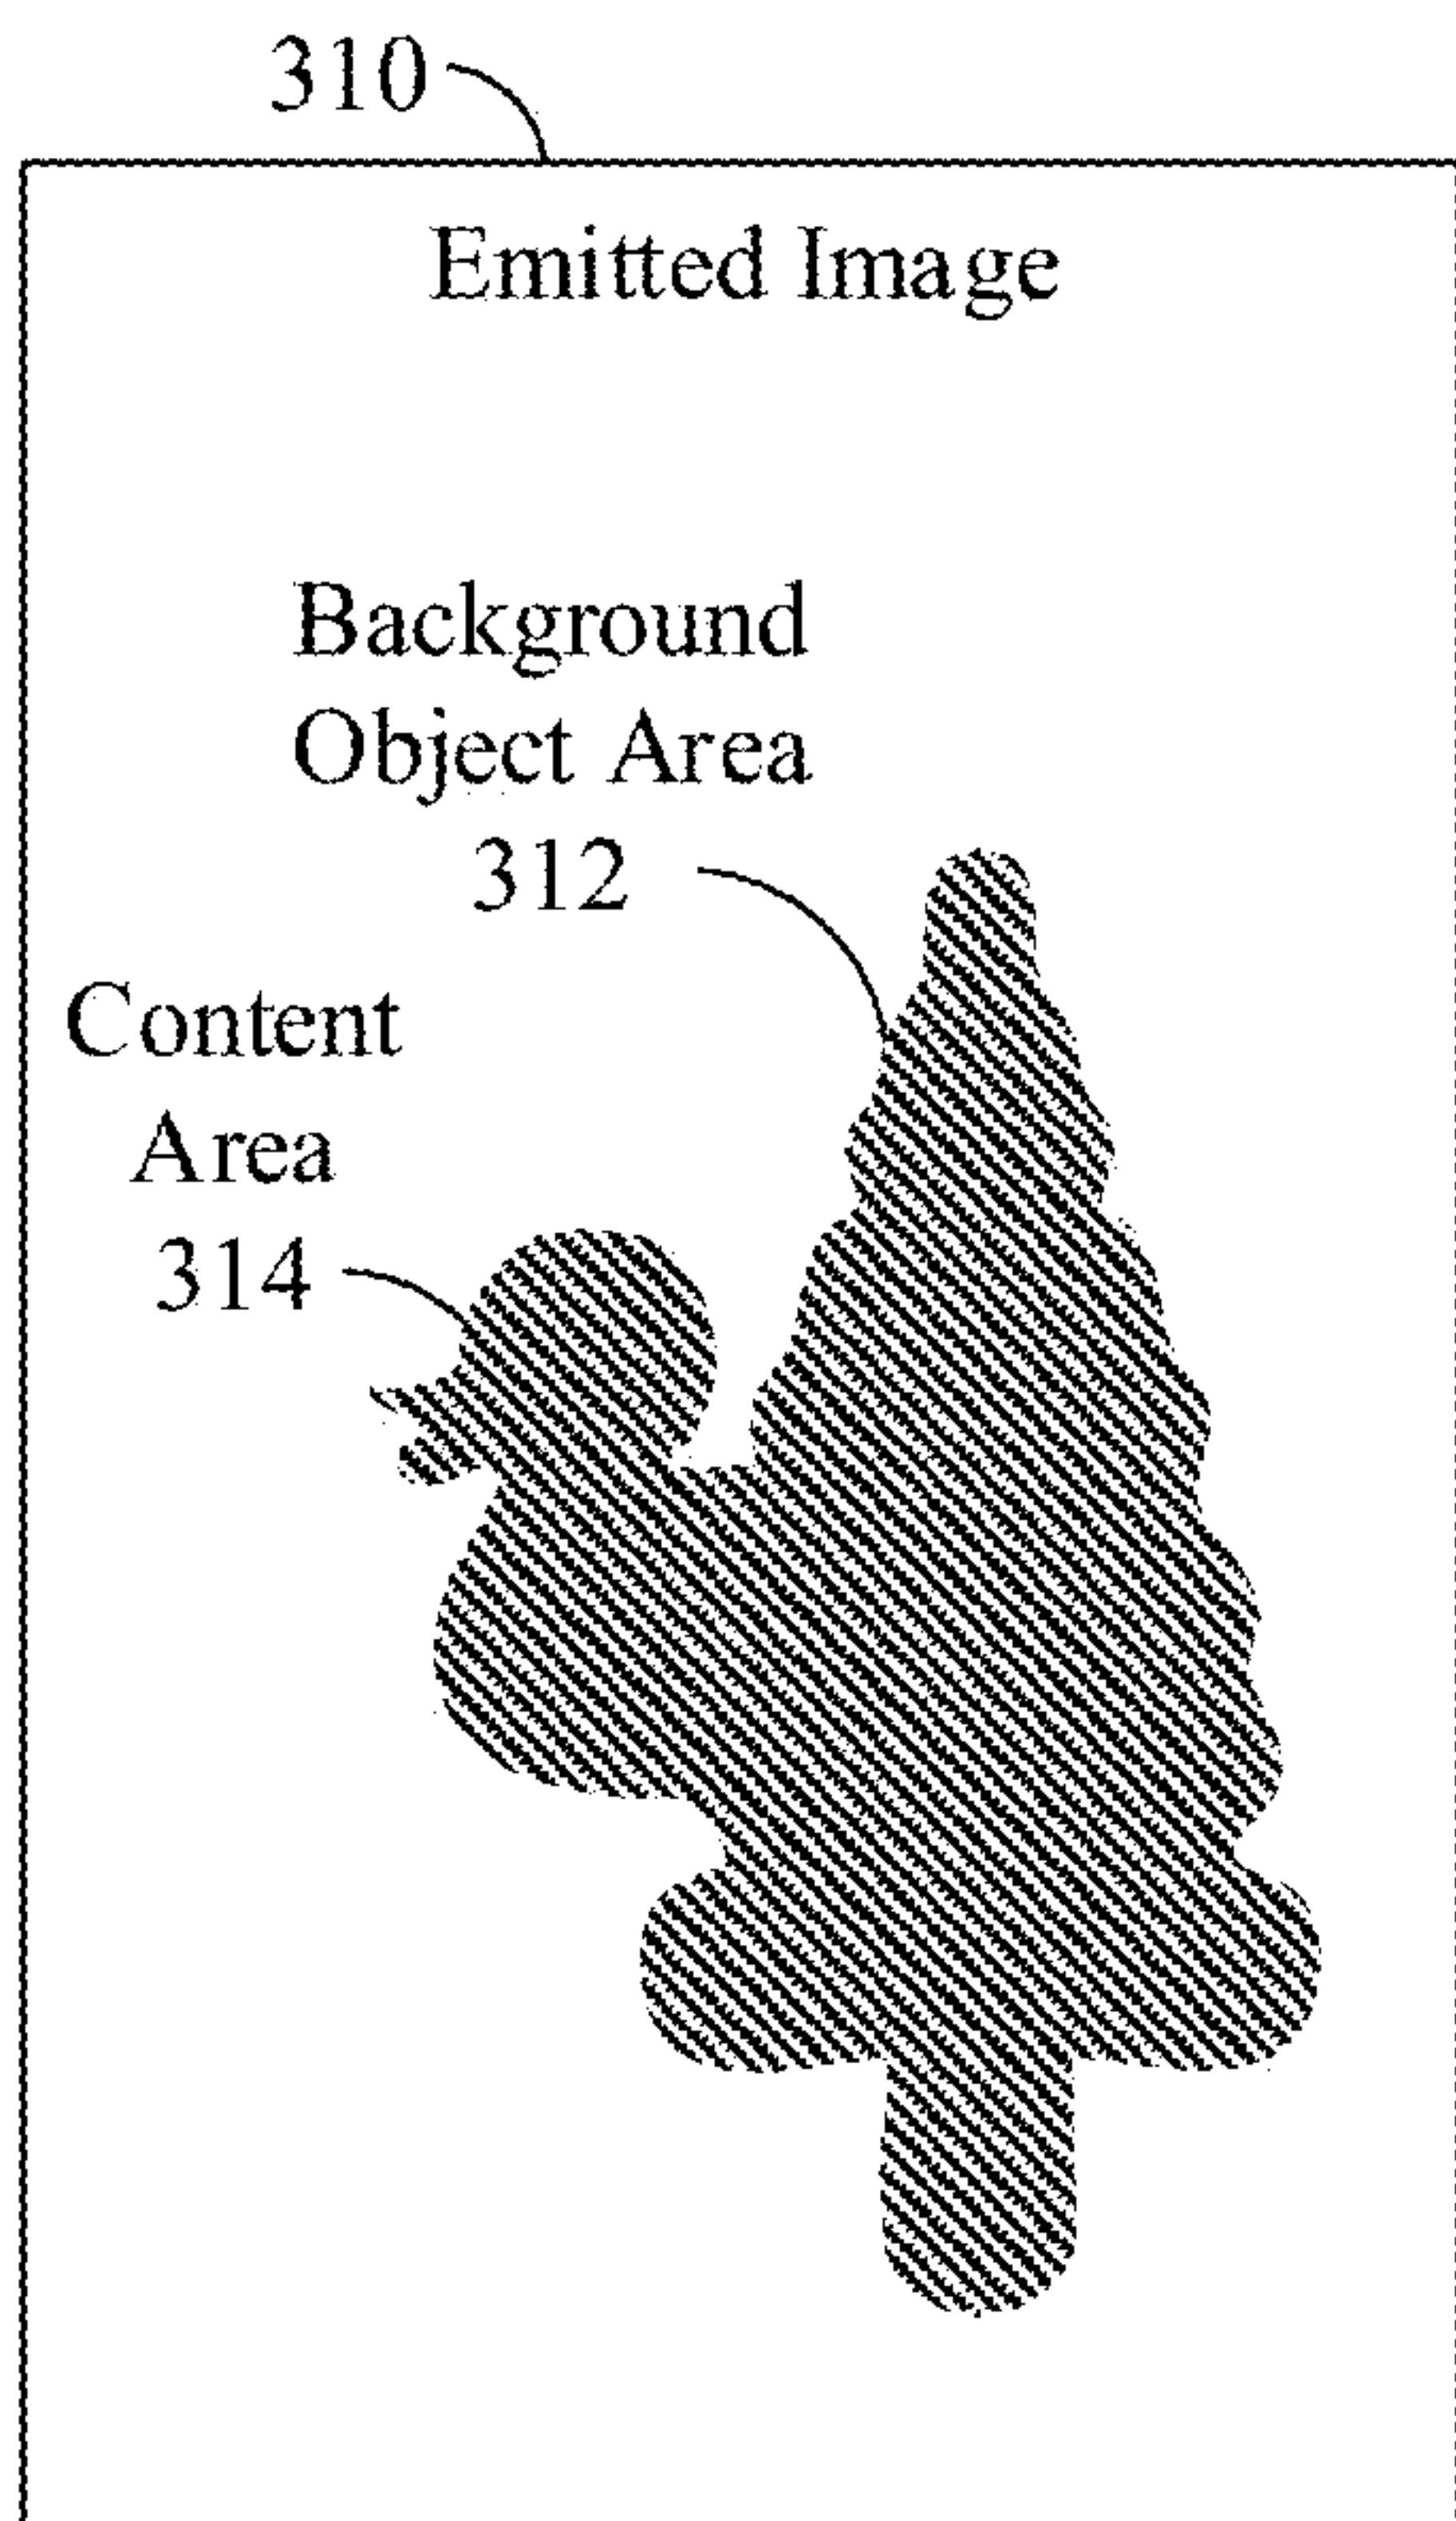 310
Emitted Image
Background
Object Area
312
Content
Area
314